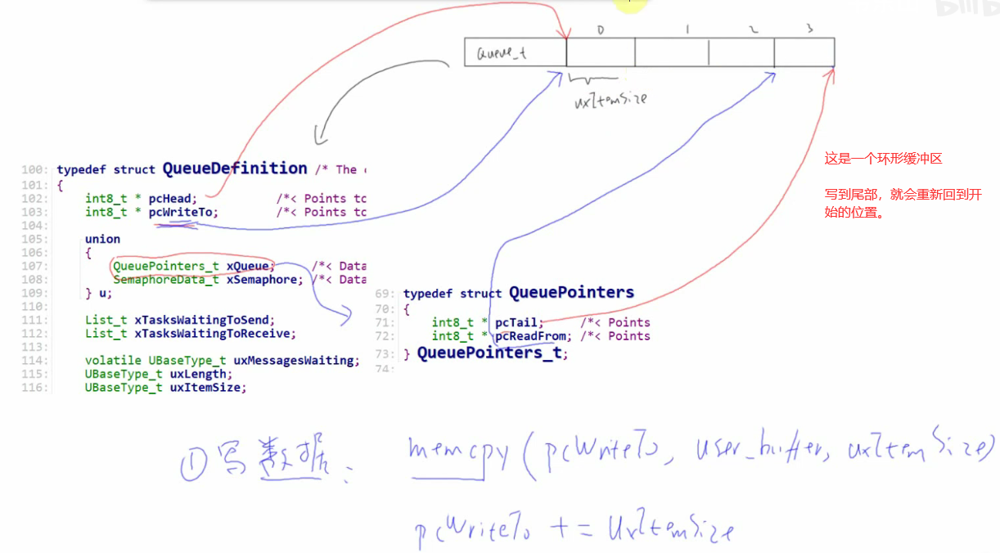 0 1 2 3
Queue_t
uxItemSize
这是一个环形缓冲区
写到尾部，就会重新回到开
始的位置。
100: typedef struct QueueDefinition /* The
101: {
102: int8_t * pcHead; /*< Points to
103: int8_t * pcWriteTo; /*< Points to
104:
105: union
106: {
107: QueuePointers_t xQueue; /*< Data
108: SemaphoreData_t xSemaphore; /*< Data
109: } u;
110:
111: List_t xTasksWaitingToSend;
112: List_t xTasksWaitingToReceive;
113:
114: volatile UBaseType_t uxMessagesWaiting;
115: UBaseType_t uxLength;
116: UBaseType_t uxItemSize;
69: typedef struct QueuePointers
70: {
71: int8_t * pcTail; /*< Points
72: int8_t * pcReadFrom; /*< Points
73: } QueuePointers_t;
74:
①写数据: memcpy(pcWriteTo, user_buffer, uxItemSize)
pcWriteTo += uxItemSize